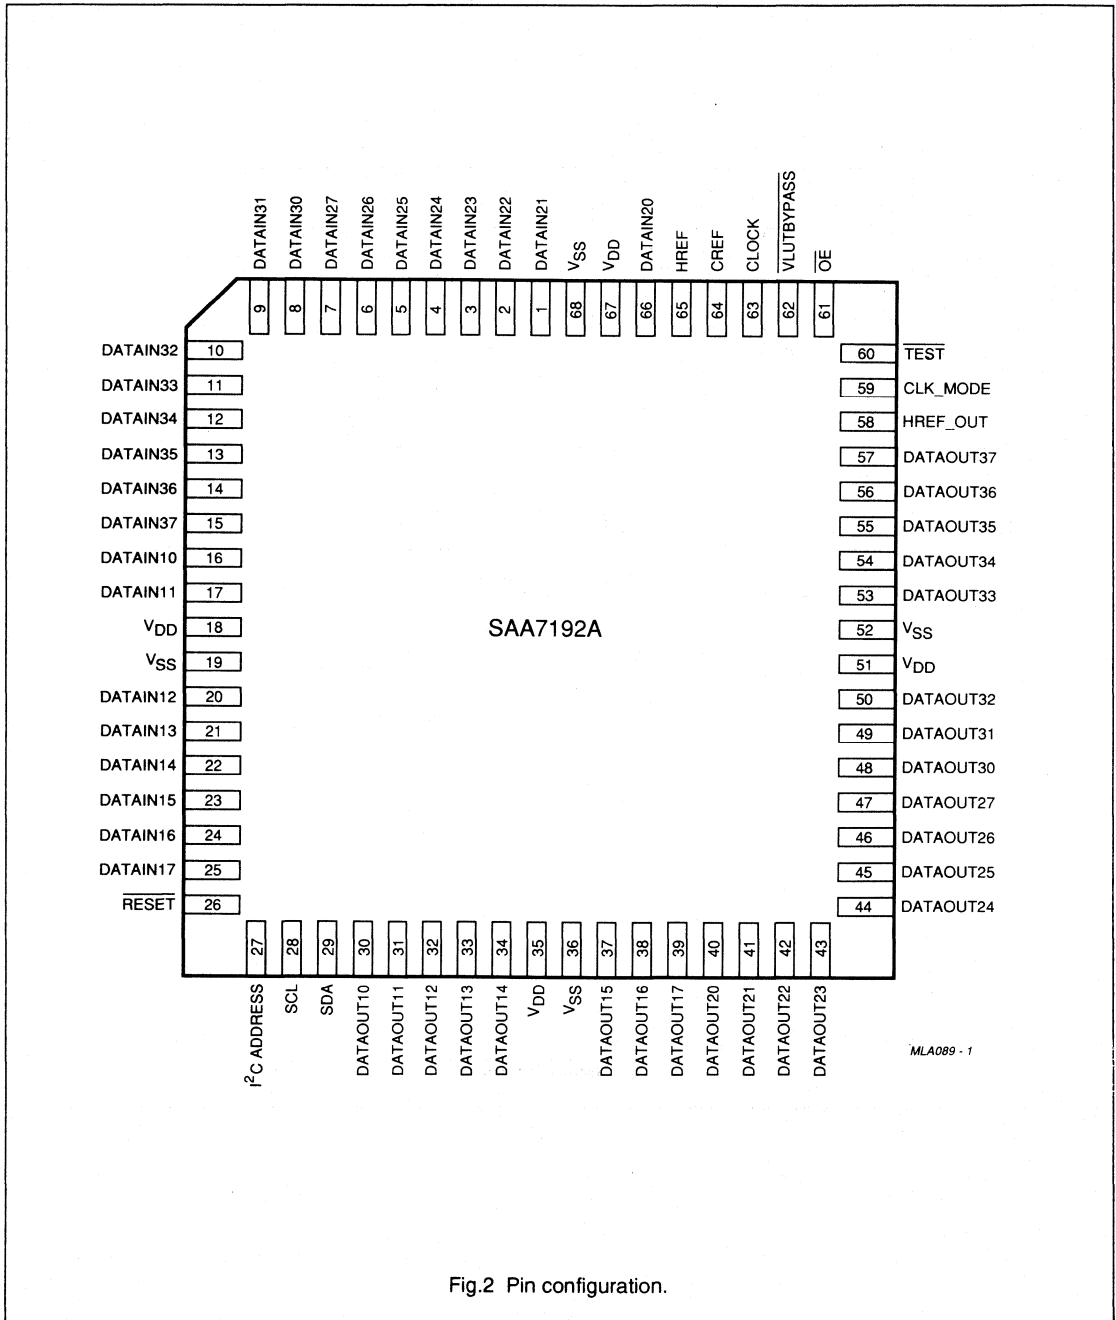 DATAIN31 DATAIN30 DATAIN27 DATAIN26 DATAIN25 DATAIN24 DATAIN23 DATAIN22 DATAIN21 VSS VDD DATAIN20 HREF CREF CLOCK VLUTBYPASS OE
9 8 7 6 5 4 3 2 1 68 67 66 65 64 63 62 61
DATAIN32 10
DATAIN33 11
DATAIN34 12
DATAIN35 13
DATAIN36 14
DATAIN37 15
DATAIN10 16
DATAIN11 17
VDD 18
VSS 19
DATAIN12 20
DATAIN13 21
DATAIN14 22
DATAIN15 23
DATAIN16 24
DATAIN17 25
RESET 26
SAA7192A
60 TEST
59 CLK_MODE
58 HREF_OUT
57 DATAOUT37
56 DATAOUT36
55 DATAOUT35
54 DATAOUT34
53 DATAOUT33
52 VSS
51 VDD
50 DATAOUT32
49 DATAOUT31
48 DATAOUT30
47 DATAOUT27
46 DATAOUT26
45 DATAOUT25
44 DATAOUT24
27 28 29 30 31 32 33 34 35 36 37 38 39 40 41 42 43
I²C ADDRESS SCL SDA DATAOUT10 DATAOUT11 DATAOUT12 DATAOUT13 DATAOUT14 VDD VSS DATAOUT15 DATAOUT16 DATAOUT17 DATAOUT20 DATAOUT21 DATAOUT22 DATAOUT23
MLA089 - 1
Fig.2 Pin configuration.